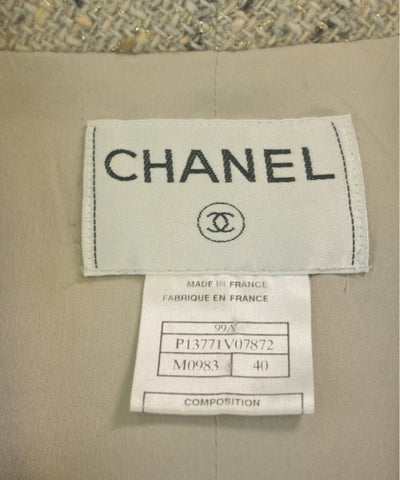 CHANEL
MADE IN FRANCE
FABRIQUE EN FRANCE
99A
P13771V07872
M0983 40
COMPOSITION